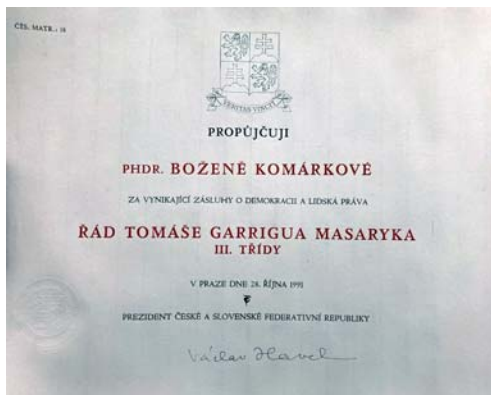 ČÍS. MATR.: 18
VERITAS VINCIT
PROPŮJČUJI
PHDR. BOŽENĚ KOMÁRKOVÉ
ZA VYNIKAJÍCÍ ZÁSLUHY O DEMOKRACII A LIDSKÁ PRÁVA
ŘÁD TOMÁŠE GARRIGUA MASARYKA
III. TŘÍDY
V PRAZE DNE 28. ŘÍJNA 1991
PREZIDENT ČESKÉ A SLOVENSKÉ FEDERATIVNÍ REPUBLIKY
Václav Havel